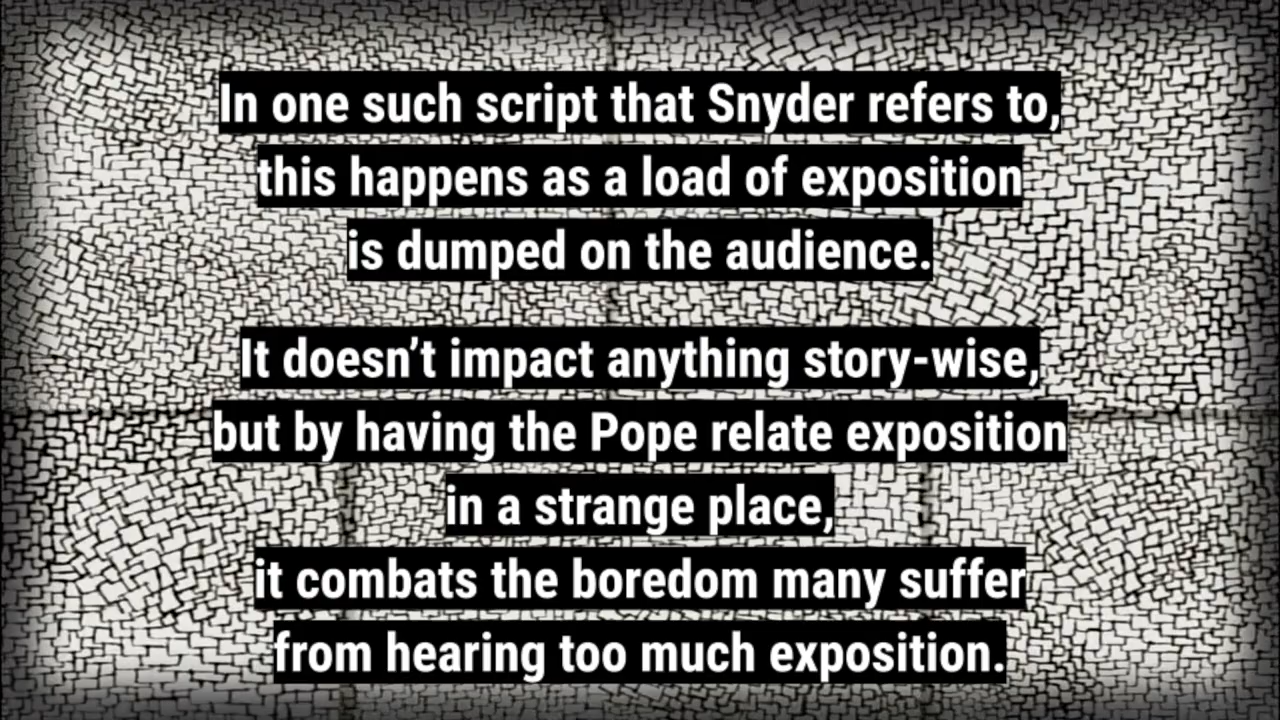 In one such script that Snyder refers to,
this happens as a load of exposition
is dumped on the audience.
It doesn’t impact anything story-wise,
but by having the Pope relate exposition
in a strange place,
it combats the boredom many suffer
from hearing too much exposition.